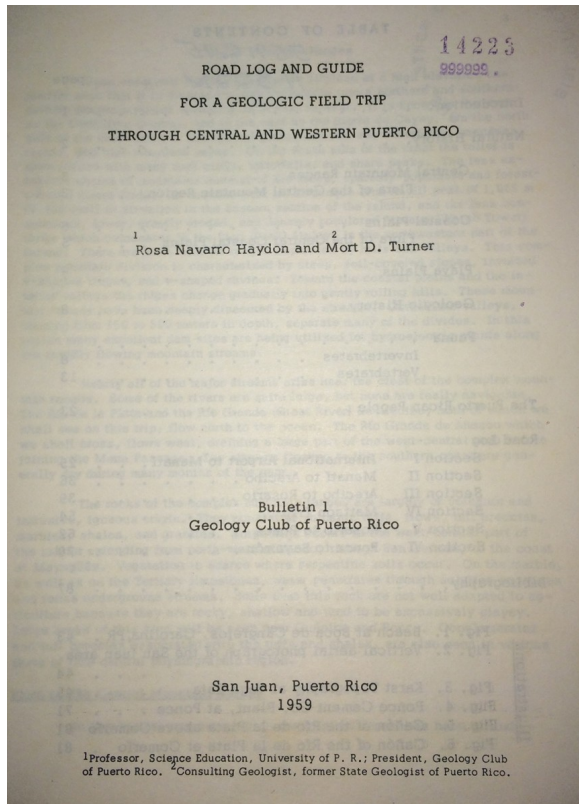 14223
999999.
ROAD LOG AND GUIDE
FOR A GEOLOGIC FIELD TRIP
THROUGH CENTRAL AND WESTERN PUERTO RICO
1 2
Rosa Navarro Haydon and Mort D. Turner
Bulletin 1
Geology Club of Puerto Rico
San Juan, Puerto Rico
1959
1Professor, Science Education, University of P. R.; President, Geology Club
of Puerto Rico. 2Consulting Geologist, former State Geologist of Puerto Rico.